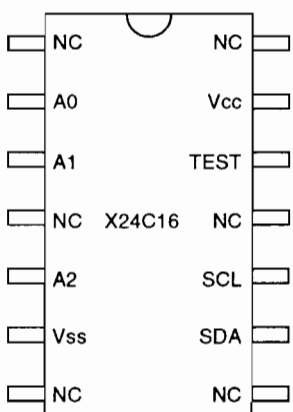 NC NC
A0 Vcc
A1 TEST
NC X24C16 NC
A2 SCL
Vss SDA
NC NC